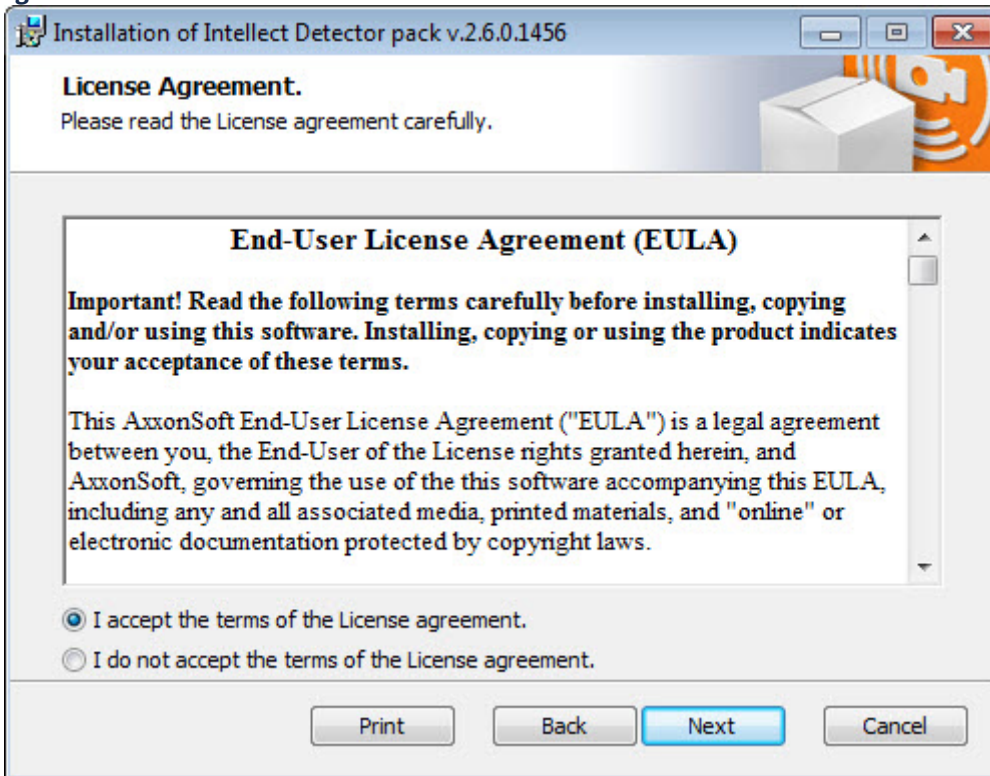 Installation of Intellect Detector pack v.2.6.0.1456
License Agreement.
Please read the License agreement carefully.
End-User License Agreement (EULA)
Important! Read the following terms carefully before installing, copying
and/or using this software. Installing, copying or using the product indicates
your acceptance of these terms.
This AxxonSoft End-User License Agreement ("EULA") is a legal agreement
between you, the End-User of the License rights granted herein, and
AxxonSoft, governing the use of the this software accompanying this EULA,
including any and all associated media, printed materials, and "online" or
electronic documentation protected by copyright laws.
I accept the terms of the License agreement.
I do not accept the terms of the License agreement.
Print Back Next Cancel